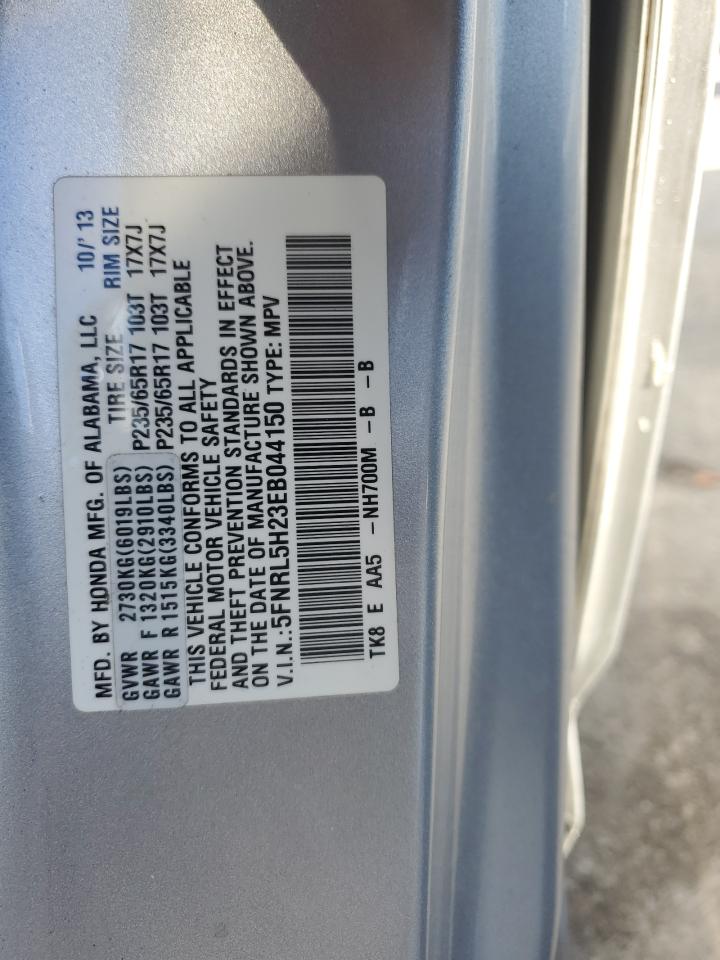 MFD. BY HONDA MFG. OF ALABAMA, LLC 10/'13
TIRE SIZE RIM SIZE
GVWR 2730KG(6019LBS)
GAWR F 1320KG(2910LBS) P235/65R17 103T 17X7J
GAWR R 1515KG(3340LBS) P235/65R17 103T 17X7J
THIS VEHICLE CONFORMS TO ALL APPLICABLE
FEDERAL MOTOR VEHICLE SAFETY
AND THEFT PREVENTION STANDARDS IN EFFECT
ON THE DATE OF MANUFACTURE SHOWN ABOVE.
V.I.N.:5FNRL5H23EB044150 TYPE: MPV
TK8 E AA5 -NH700M -B -B